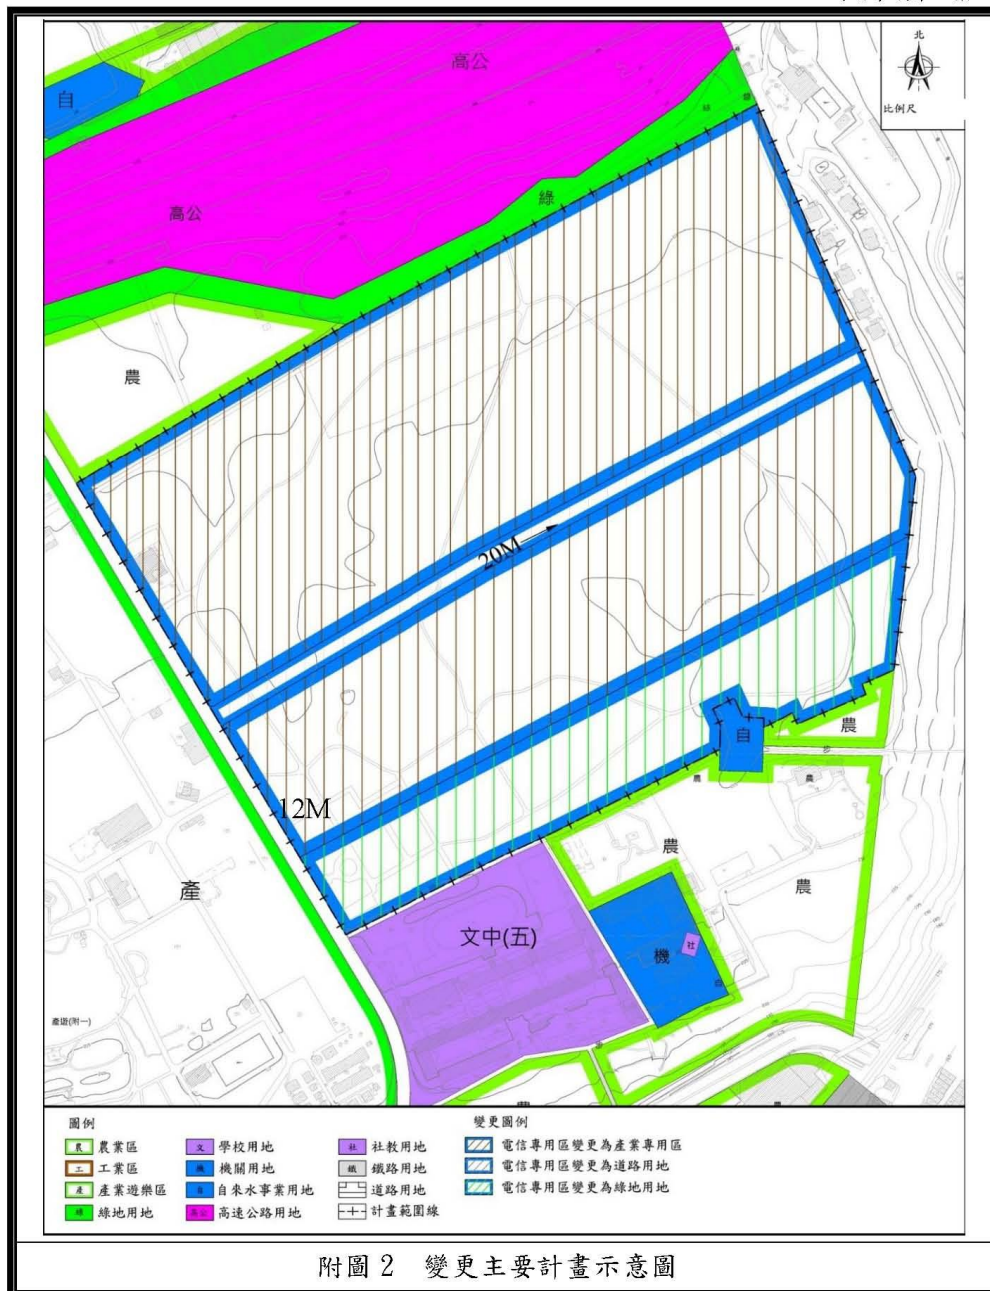 北
比例尺
高公
自
綠
高公
綠
農
20M
自
農
步
農
農
12M
農
農
產
文中(五)
機
社
產遊(附一)
農
圖例
農 農業區
工 工業區
產 產業遊樂區
綠 綠地用地
文 學校用地
機 機關用地
自 自來水事業用地
高公 高速公路用地
社 社教用地
鐵 鐵路用地
道路用地
計畫範圍線
變更圖例
電信專用區變更為產業專用區
電信專用區變更為道路用地
電信專用區變更為綠地用地
附圖 2 變更主要計畫示意圖